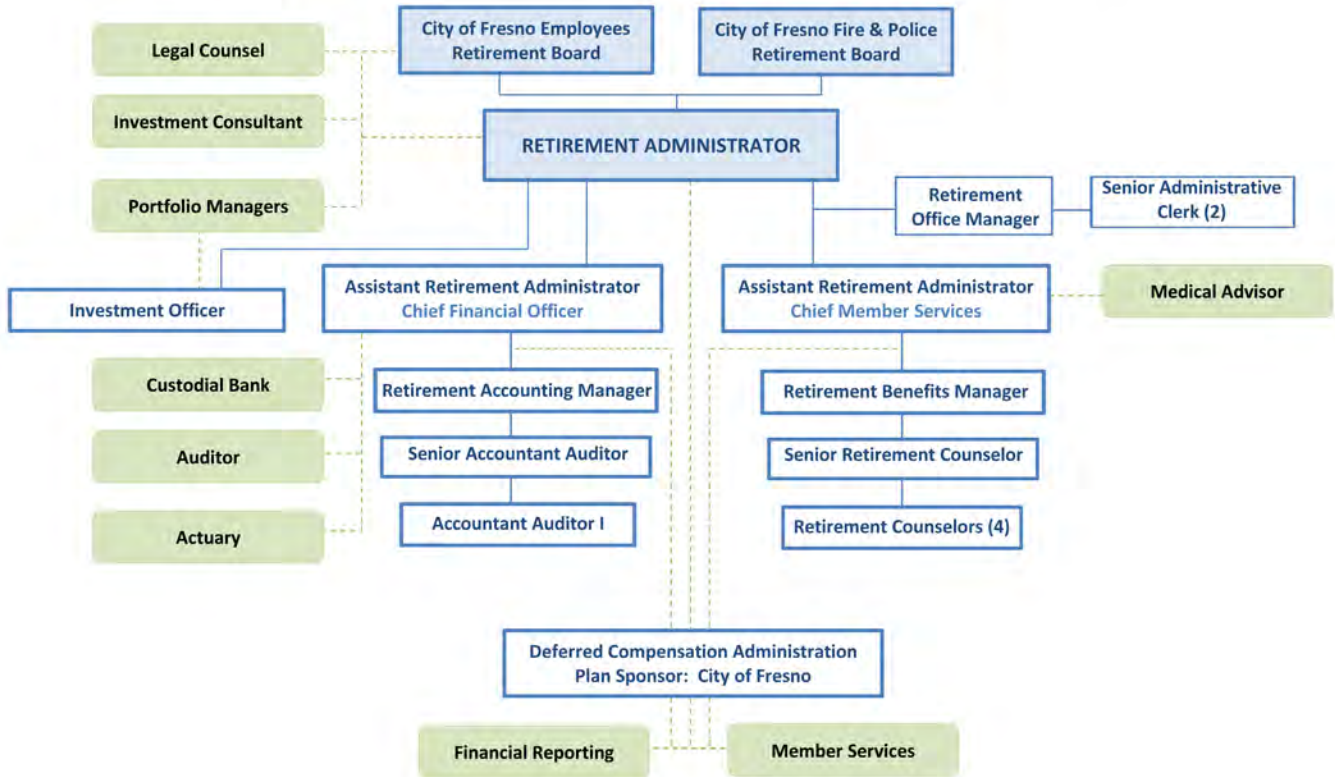 Legal Counsel
City of Fresno Employees
Retirement Board
City of Fresno Fire & Police
Retirement Board
Investment Consultant
RETIREMENT ADMINISTRATOR
Portfolio Managers
Retirement
Office Manager
Senior Administrative
Clerk (2)
Investment Officer
Assistant Retirement Administrator
Chief Financial Officer
Assistant Retirement Administrator
Chief Member Services
Medical Advisor
Custodial Bank
Retirement Accounting Manager
Retirement Benefits Manager
Auditor
Senior Accountant Auditor
Senior Retirement Counselor
Actuary
Accountant Auditor I
Retirement Counselors (4)
Deferred Compensation Administration
Plan Sponsor: City of Fresno
Financial Reporting
Member Services